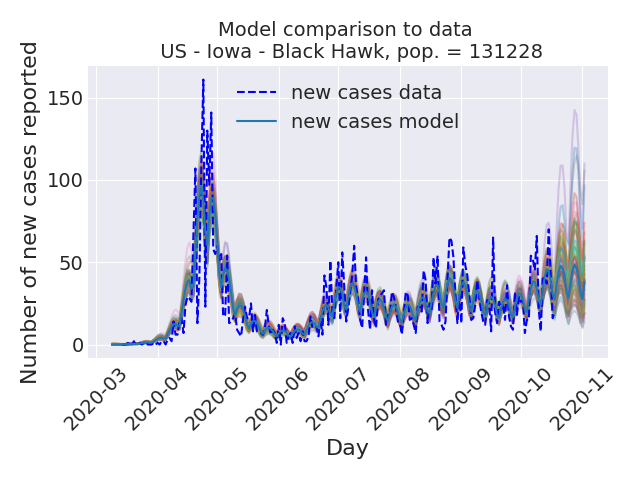 Model comparison to data
US - Iowa - Black Hawk, pop. = 131228
Number of new cases reported
150
100
50
0
new cases data
new cases model
2020-03
2020-04
2020-05
2020-06
2020-07
2020-08
2020-09
2020-10
2020-11
Day